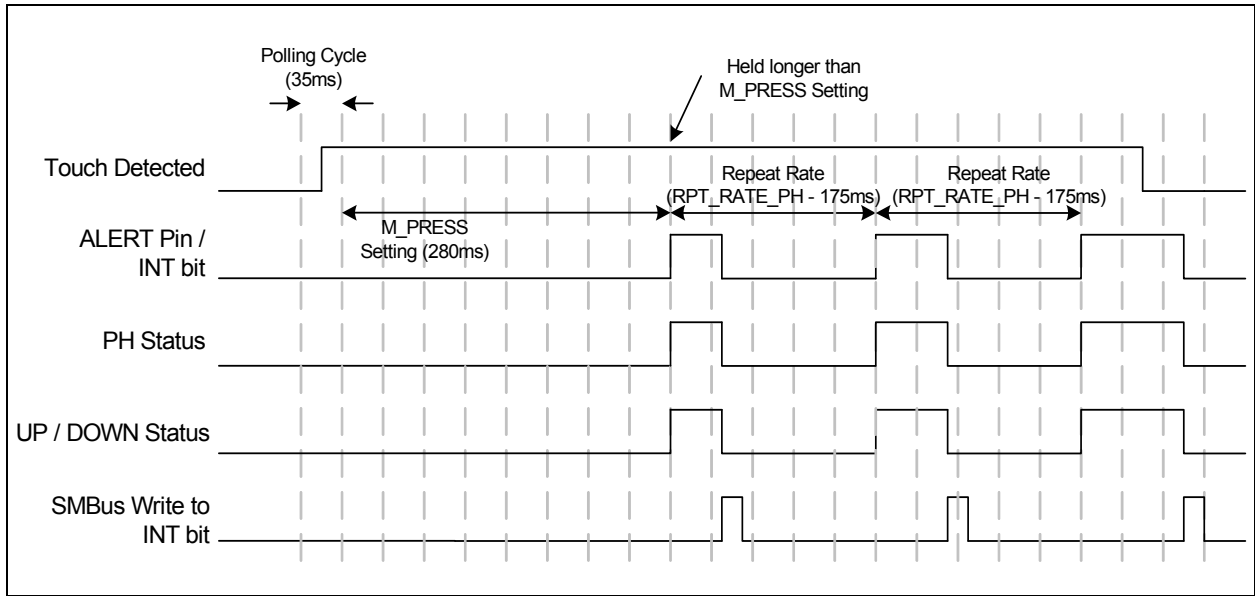 Polling Cycle
(35ms)
Held longer than
M_PRESS Setting
Touch Detected
Repeat Rate
(RPT_RATE_PH - 175ms)
Repeat Rate
(RPT_RATE_PH - 175ms)
M_PRESS
Setting (280ms)
ALERT Pin /
INT bit
PH Status
UP / DOWN Status
SMBus Write to
INT bit